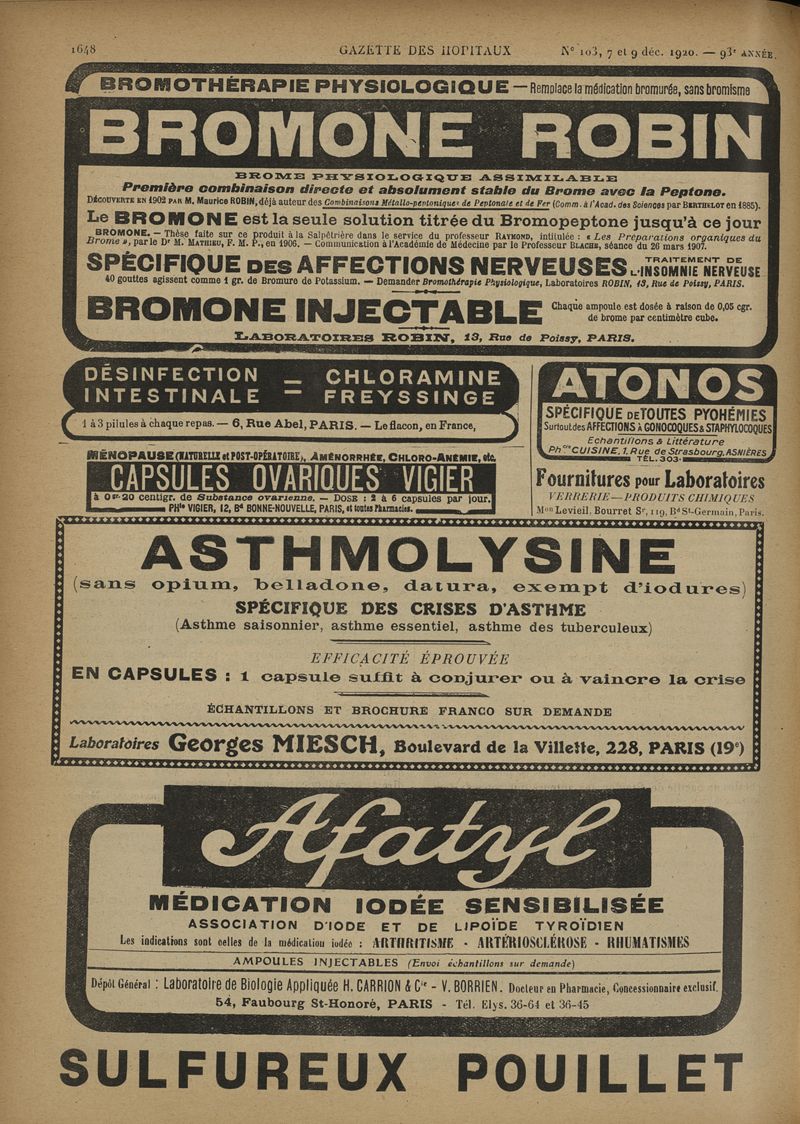 1648
GAZETTE DES HOPITAUX
N° 103, 7 et 9 déc. 1920. — 93ᵉ ANNÉE.
BROMOTHÉRAPIE PHYSIOLOGIQUE — Remplace la médication bromurée, sans bromisme
BROMONE ROBIN
BROME PHYSIOLOGIQUE ASSIMILABLE
Première combinaison directe et absolument stable du Brome avec la Peptone.
DÉCOUVERTE EN 1902 PAR M. Maurice ROBIN, déjà auteur des Combinaisons Métallo-peptoniques de Peptone et de Fer (Comm. à l'Acad. des Sciences par BERTHELOT en 1885).
Le BROMONE est la seule solution titrée du Bromopeptone jusqu'à ce jour
BROMONE. — Thèse faite sur ce produit à la Salpêtrière dans le service du professeur RAYMOND, intitulée : « Les Préparations organiques du
Brome », par le Dʳ M. MATHIEU, F. M. P., en 1906. — Communication à l'Académie de Médecine par le Professeur BLACHE, séance du 26 mars 1907.
SPÉCIFIQUE DES AFFECTIONS NERVEUSES
TRAITEMENT DE
L'INSOMNIE NERVEUSE
40 gouttes agissent comme 1 gr. de Bromure de Potassium. — Demander Bromothérapie Physiologique, Laboratoires ROBIN, 13, Rue de Poissy, PARIS.
BROMONE INJECTABLE
Chaque ampoule est dosée à raison de 0,05 cgr.
de brome par centimètre cube.
LABORATOIRES ROBIN, 13, Rue de Poissy, PARIS.
DÉSINFECTION = CHLORAMINE
INTESTINALE FREYSSINGE
1 à 3 pilules à chaque repas. — 6, Rue Abel, PARIS. — Le flacon, en France,
ATONOS
SPÉCIFIQUE DE TOUTES PYOHÉMIES
Surtout des AFFECTIONS À GONOCOQUES & STAPHYLOCOQUES
Echantillons & Littérature
Phᶜⁱᵉ CUISINE, 1, Rue de Strasbourg, ASNIÈRES
TÉL. 303
MÉNOPAUSE (NATURELLE et POST-OPÉRATOIRE), AMÉNORRHÉE, CHLORO-ANÉMIE, etc.
CAPSULES OVARIQUES VIGIER
à 0 gr. 20 centigr. de Substance ovarienne. — DOSE : 2 à 6 capsules par jour.
PHⁱᵉ VIGIER, 12, Bᵈ BONNE-NOUVELLE, PARIS, et toutes Pharmacies.
Fournitures pour Laboratoires
VERRERIE — PRODUITS CHIMIQUES
Mᵒⁿ Levieil, Bourret Sʳ, 119, Bᵈ Sᵗ-Germain, Paris.
ASTHMOLYSINE
(sans opium, belladone, datura, exempt d'iodures)
SPÉCIFIQUE DES CRISES D'ASTHME
(Asthme saisonnier, asthme essentiel, asthme des tuberculeux)
EFFICACITÉ ÉPROUVÉE
EN CAPSULES : 1 capsule suffit à conjurer ou à vaincre la crise
ÉCHANTILLONS ET BROCHURE FRANCO SUR DEMANDE
Laboratoires Georges MIESCH, Boulevard de la Villette, 228, PARIS (19ᵉ)
Afatyl
MÉDICATION IODÉE SENSIBILISÉE
ASSOCIATION D'IODE ET DE LIPOÏDE TYROÏDIEN
Les indications sont celles de la médication iodée : ARTHRITISME - ARTÉRIOSCLÉROSE - RHUMATISMES
AMPOULES INJECTABLES (Envoi échantillons sur demande)
Dépôt Général : Laboratoire de Biologie Appliquée H. CARRION & Cⁱᵉ - V. BORRIEN. Docteur en Pharmacie, Concessionnaire exclusif.
54, Faubourg St-Honoré, PARIS - Tél. Elys. 36-64 et 36-45
SULFUREUX POUILLET